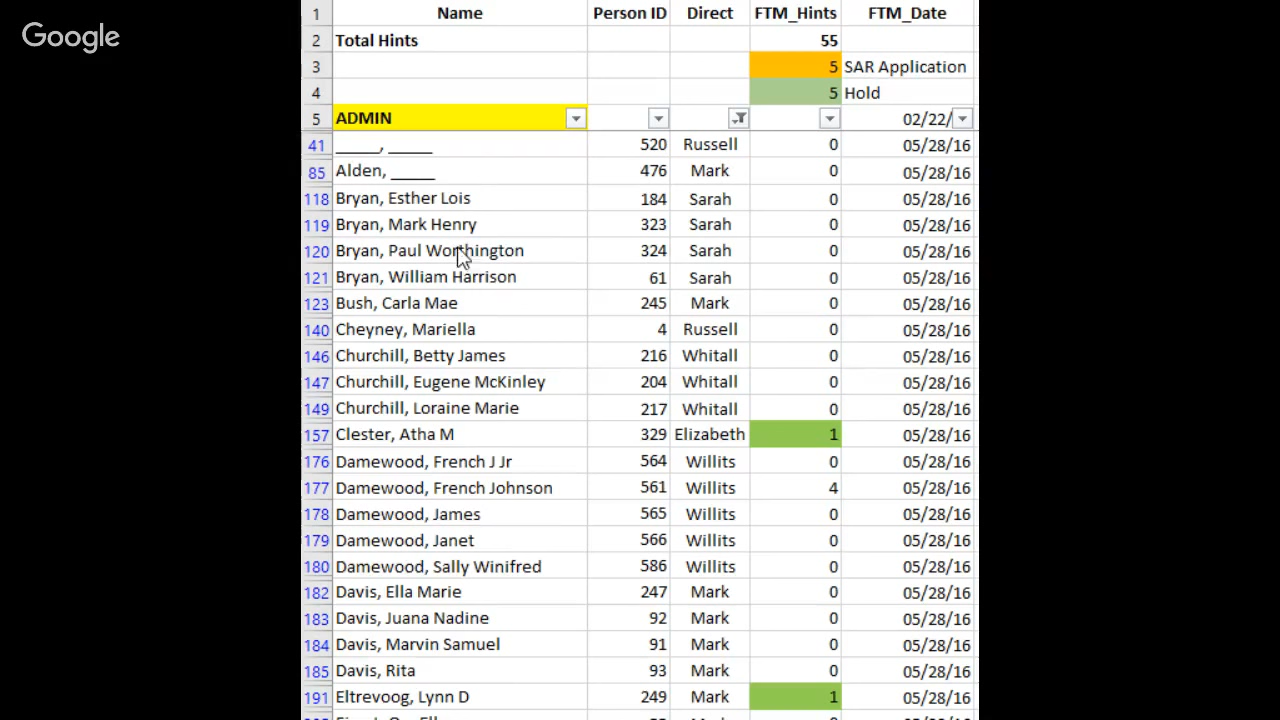 Google
1 Name Person ID Direct FTM_Hints FTM_Date
2 Total Hints 55
3 5 SAR Application
4 5 Hold
5 ADMIN 02/22/
41 _____, _____ 520 Russell 0 05/28/16
85 Alden, _____ 476 Mark 0 05/28/16
118 Bryan, Esther Lois 184 Sarah 0 05/28/16
119 Bryan, Mark Henry 323 Sarah 0 05/28/16
120 Bryan, Paul Worthington 324 Sarah 0 05/28/16
121 Bryan, William Harrison 61 Sarah 0 05/28/16
123 Bush, Carla Mae 245 Mark 0 05/28/16
140 Cheyney, Mariella 4 Russell 0 05/28/16
146 Churchill, Betty James 216 Whitall 0 05/28/16
147 Churchill, Eugene McKinley 204 Whitall 0 05/28/16
149 Churchill, Loraine Marie 217 Whitall 0 05/28/16
157 Clester, Atha M 329 Elizabeth 1 05/28/16
176 Damewood, French J Jr 564 Willits 0 05/28/16
177 Damewood, French Johnson 561 Willits 4 05/28/16
178 Damewood, James 565 Willits 0 05/28/16
179 Damewood, Janet 566 Willits 0 05/28/16
180 Damewood, Sally Winifred 586 Willits 0 05/28/16
182 Davis, Ella Marie 247 Mark 0 05/28/16
183 Davis, Juana Nadine 92 Mark 0 05/28/16
184 Davis, Marvin Samuel 91 Mark 0 05/28/16
185 Davis, Rita 93 Mark 0 05/28/16
191 Eltrevoog, Lynn D 249 Mark 1 05/28/16